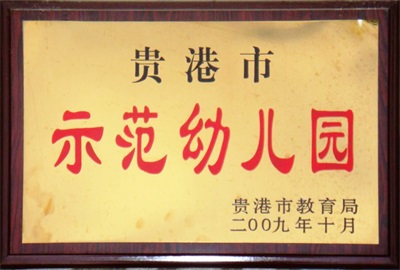 贵港市
示范幼儿园
贵港市教育局
二00九年十月